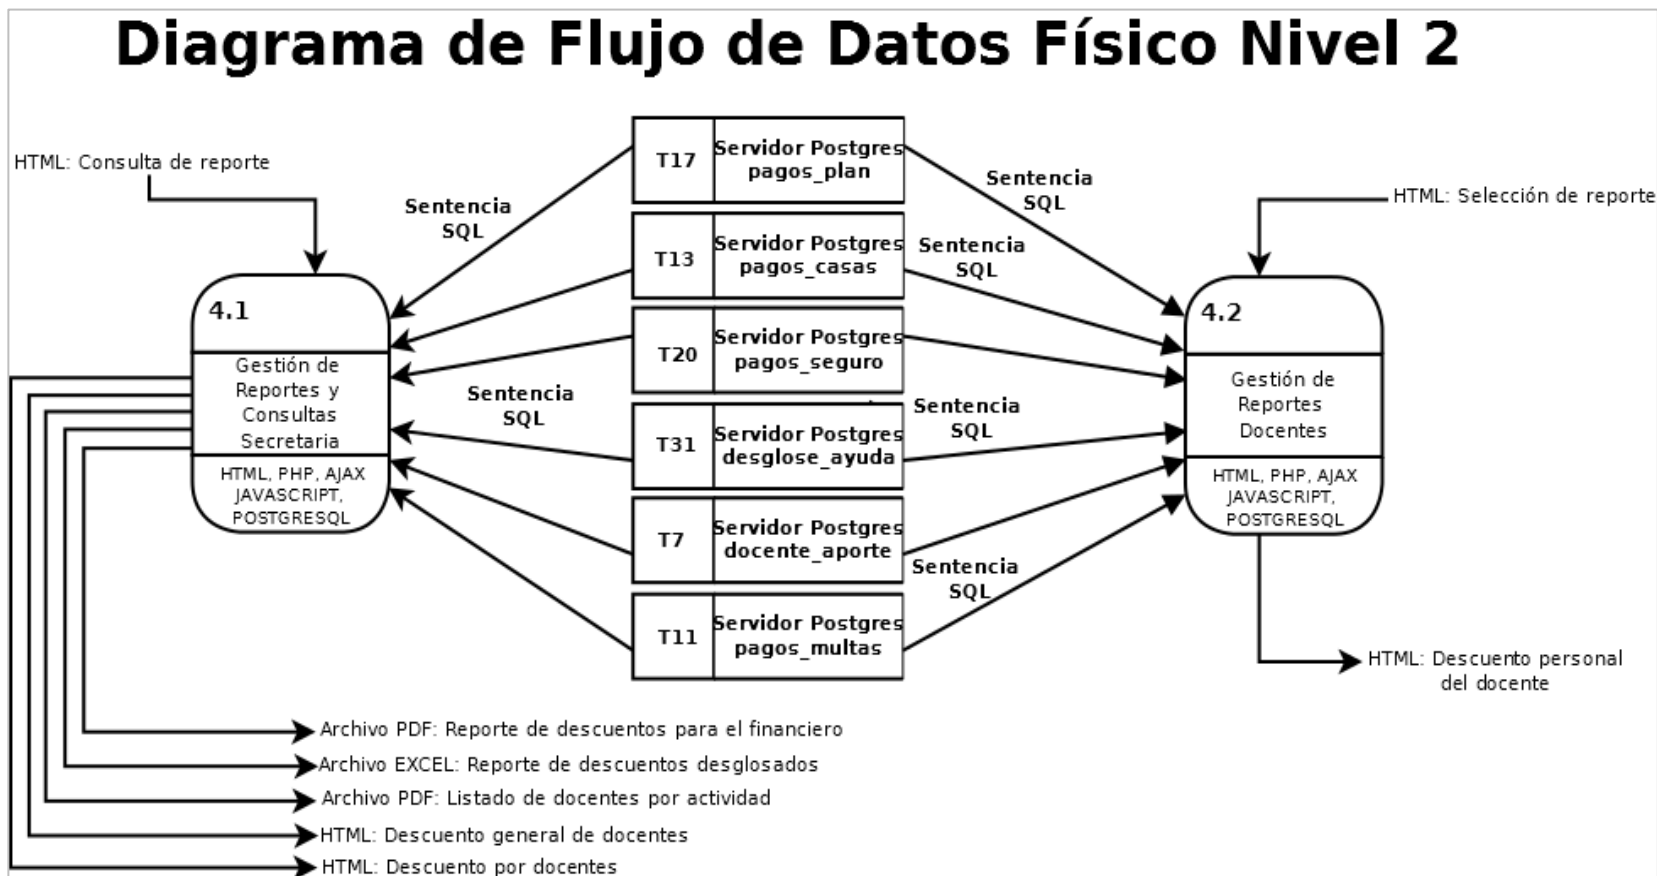 Diagrama de Flujo de Datos Físico Nivel 2
HTML: Consulta de reporte
Sentencia
SQL
T17
Servidor Postgres
pagos_plan
Sentencia
SQL
HTML: Selección de reporte
T13
Servidor Postgres
pagos_casas
Sentencia
SQL
4.1
Gestión de
Reportes y
Consultas
Secretaria
HTML, PHP, AJAX
JAVASCRIPT,
POSTGRESQL
T20
Servidor Postgres
pagos_seguro
4.2
Gestión de
Reportes
Docentes
HTML, PHP, AJAX
JAVASCRIPT,
POSTGRESQL
Sentencia
SQL
T31
Servidor Postgres
desglose_ayuda
Sentencia
SQL
T7
Servidor Postgres
docente_aporte
Sentencia
SQL
T11
Servidor Postgres
pagos_multas
HTML: Descuento personal
del docente
Archivo PDF: Reporte de descuentos para el financiero
Archivo EXCEL: Reporte de descuentos desglosados
Archivo PDF: Listado de docentes por actividad
HTML: Descuento general de docentes
HTML: Descuento por docentes